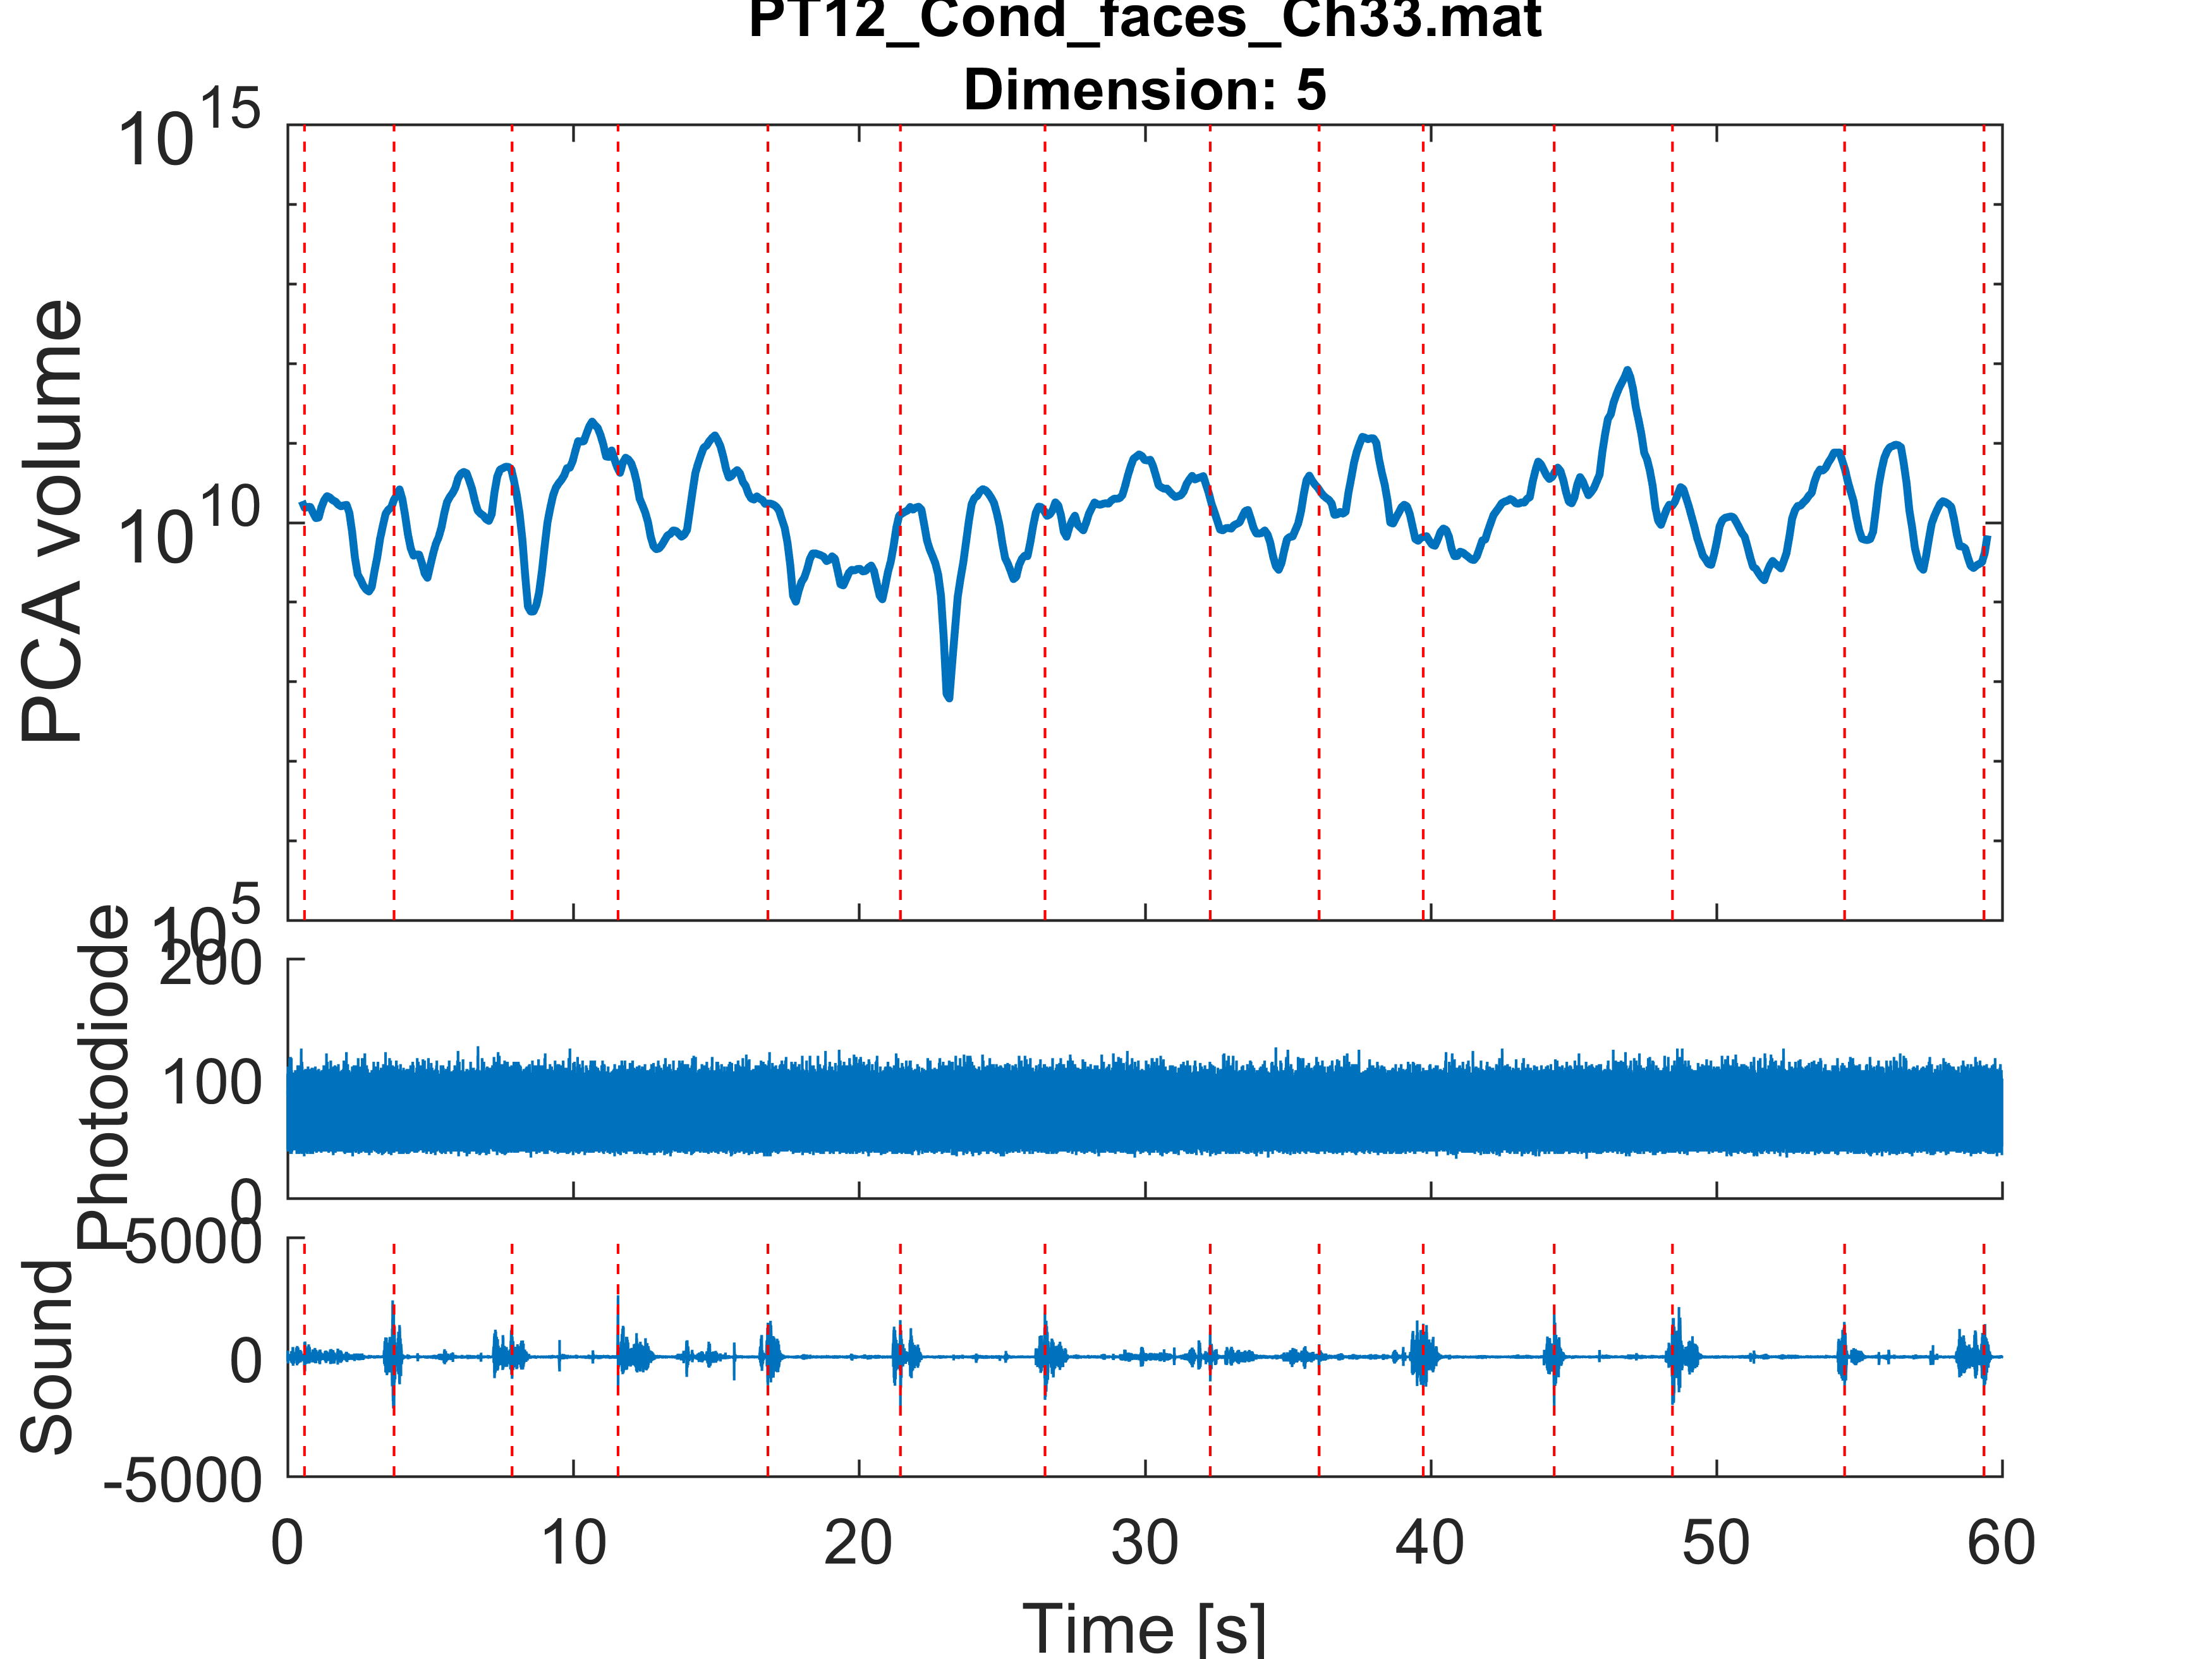 PT12_Cond_faces_Ch33.mat
Dimension: 5
PCA volume
10^15
10^10
10^5
Photodiode
200
100
0
Sound
5000
0
-5000
0 10 20 30 40 50 60
Time [s]